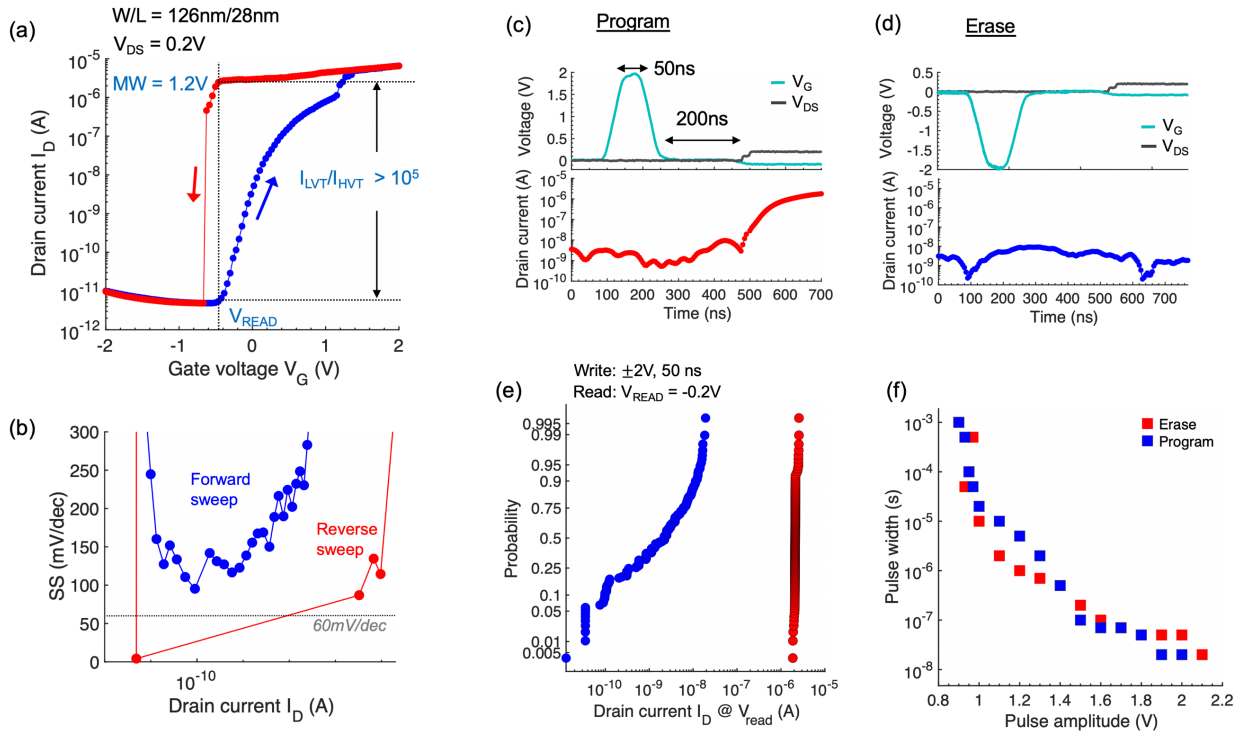 (a)
W/L = 126nm/28nm
V_DS = 0.2V
MW = 1.2V
I_LVT/I_HVT > 10^5
V_READ
Drain current I_D (A)
10^-5
10^-6
10^-7
10^-8
10^-9
10^-10
10^-11
10^-12
-2 -1 0 1 2
Gate voltage V_G (V)
(b)
SS (mV/dec)
300
250
200
150
100
50
0
Forward
sweep
Reverse
sweep
60mV/dec
10^-10
Drain current I_D (A)
(c)
Program
50ns
200ns
V_G
V_DS
Voltage (V)
2
1
0
Drain current (A)
10^-5
10^-6
10^-7
10^-8
10^-9
10^-10
0 100 200 300 400 500 600 700
Time (ns)
(d)
Erase
Voltage (V)
0.5
0
-0.5
-1
-1.5
-2
V_G
V_DS
Drain current (A)
10^-5
10^-6
10^-7
10^-8
10^-9
10^-10
0 100 200 300 400 500 600 700
Time (ns)
(e)
Write: ±2V, 50 ns
Read: V_READ = -0.2V
Probability
0.995
0.99
0.95
0.9
0.75
0.5
0.25
0.1
0.05
0.01
0.005
10^-10 10^-9 10^-8 10^-7 10^-6 10^-5
Drain current I_D @ V_read (A)
(f)
Erase
Program
Pulse width (s)
10^-3
10^-4
10^-5
10^-6
10^-7
10^-8
0.8 1 1.2 1.4 1.6 1.8 2 2.2
Pulse amplitude (V)